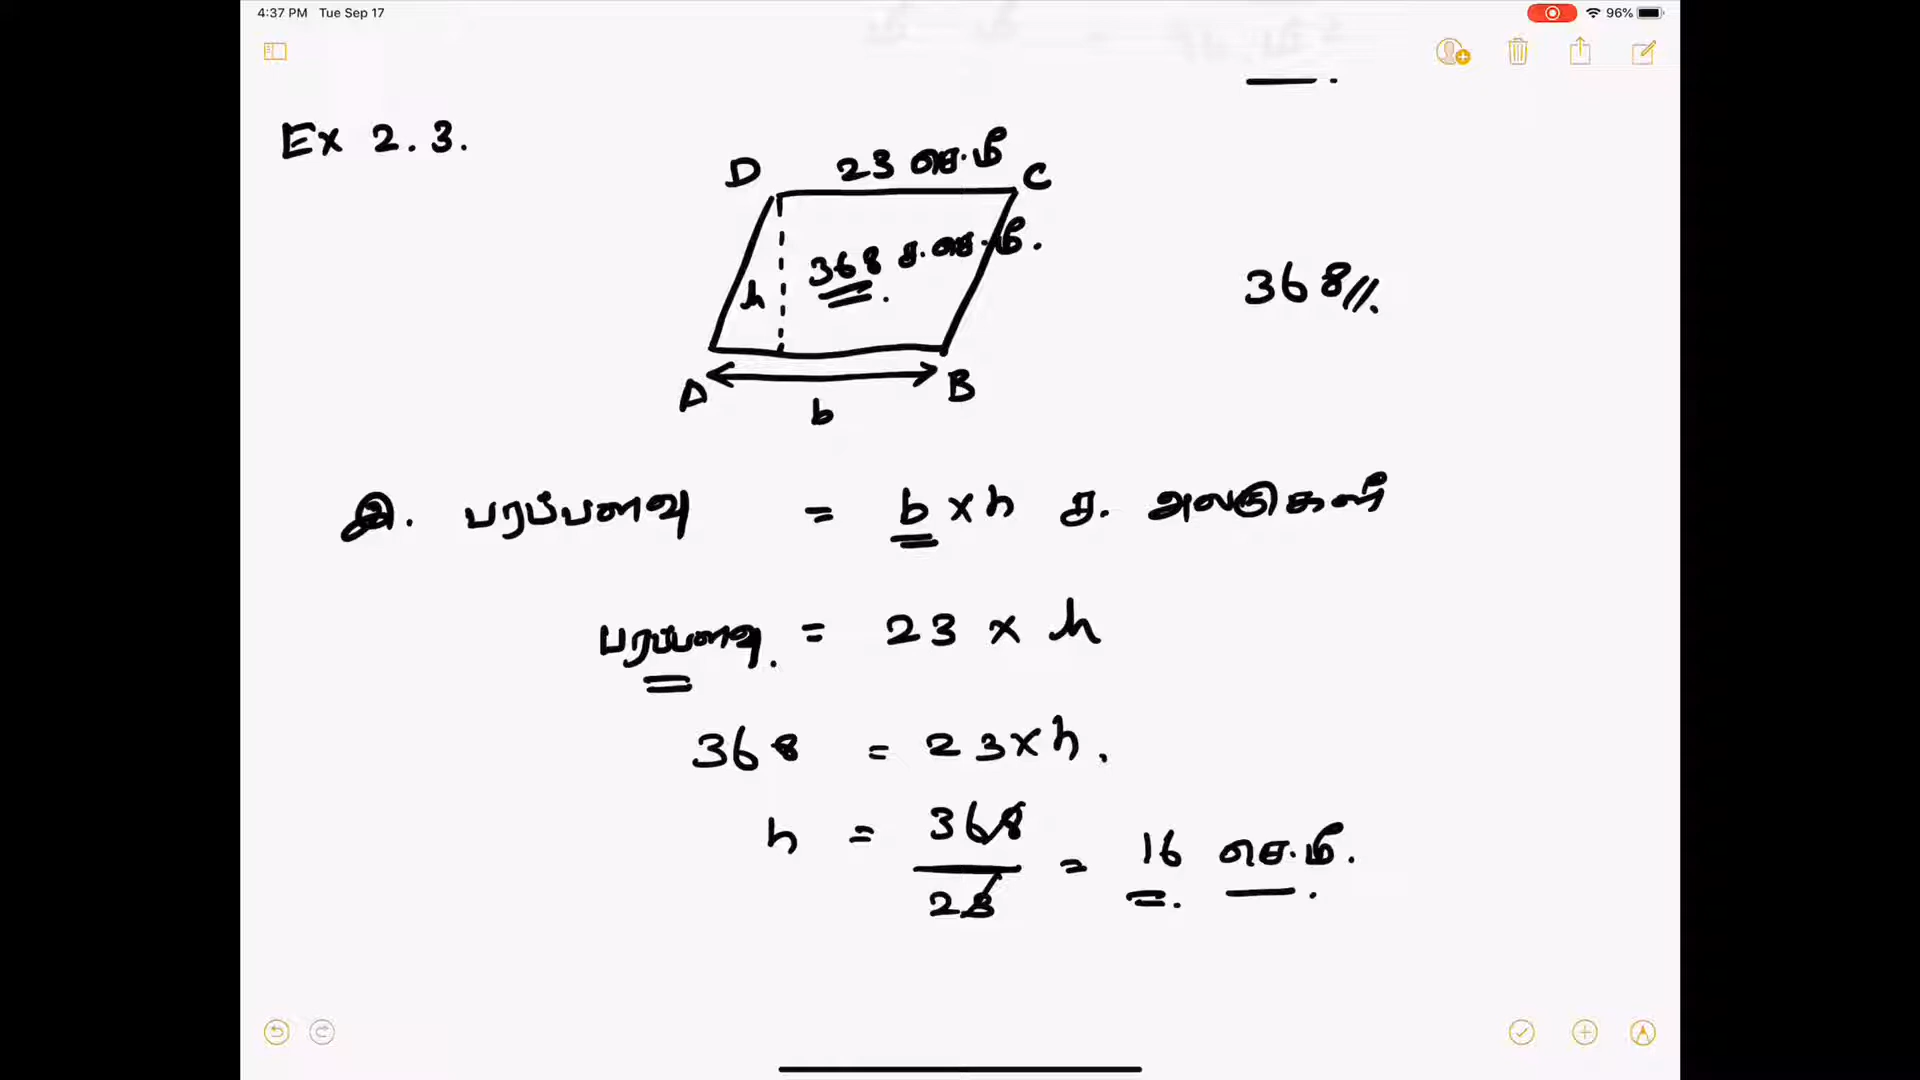 4:37 PM Tue Sep 17
96%
Ex 2.3.
D 23 செ.மீ C
368 ச.செ.மீ.
h
368//.
A B
b
இ. பரப்பளவு = b x h ச. அலகுகள்
பரப்பளவு. = 23 x h
368 = 23 x h.
h = 368/23 = 16 செ.மீ.